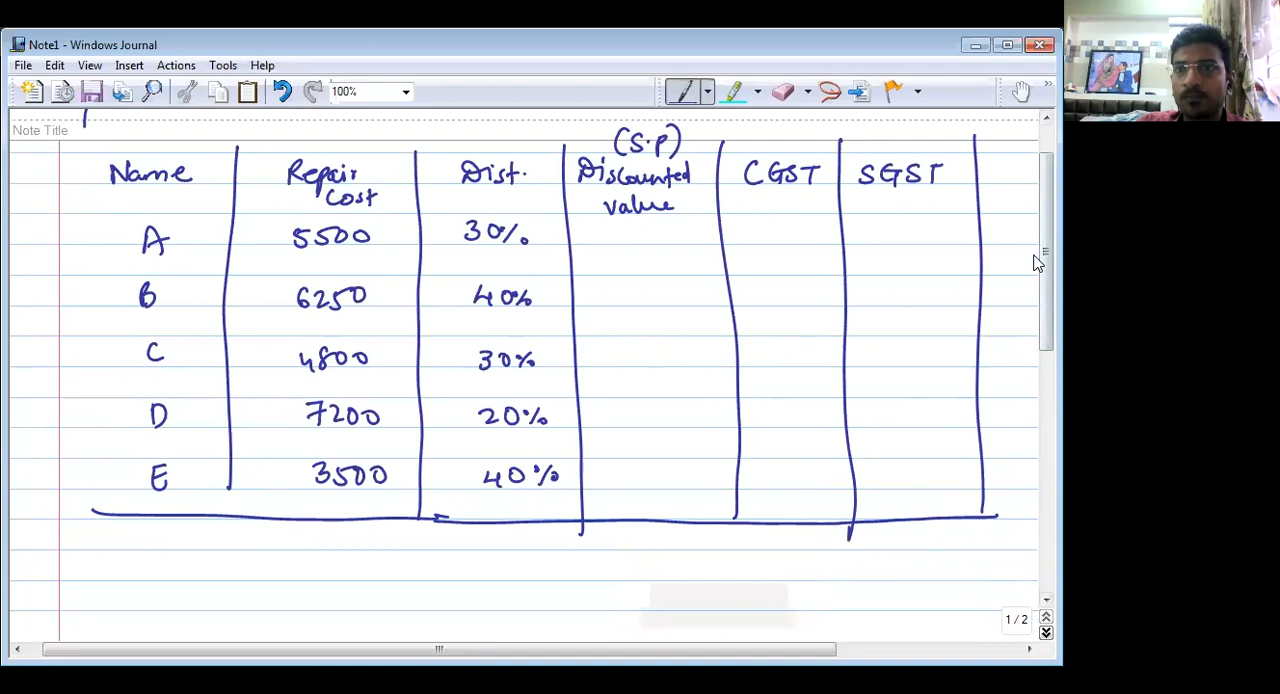 Note1 - Windows Journal
File Edit View Insert Actions Tools Help
100%
Note Title
(S.P)
Name Repair Cost Dist. Discounted value CGST SGST
A 5500 30%
B 6250 40%
C 4800 30%
D 7200 20%
E 3500 40%
1 / 2